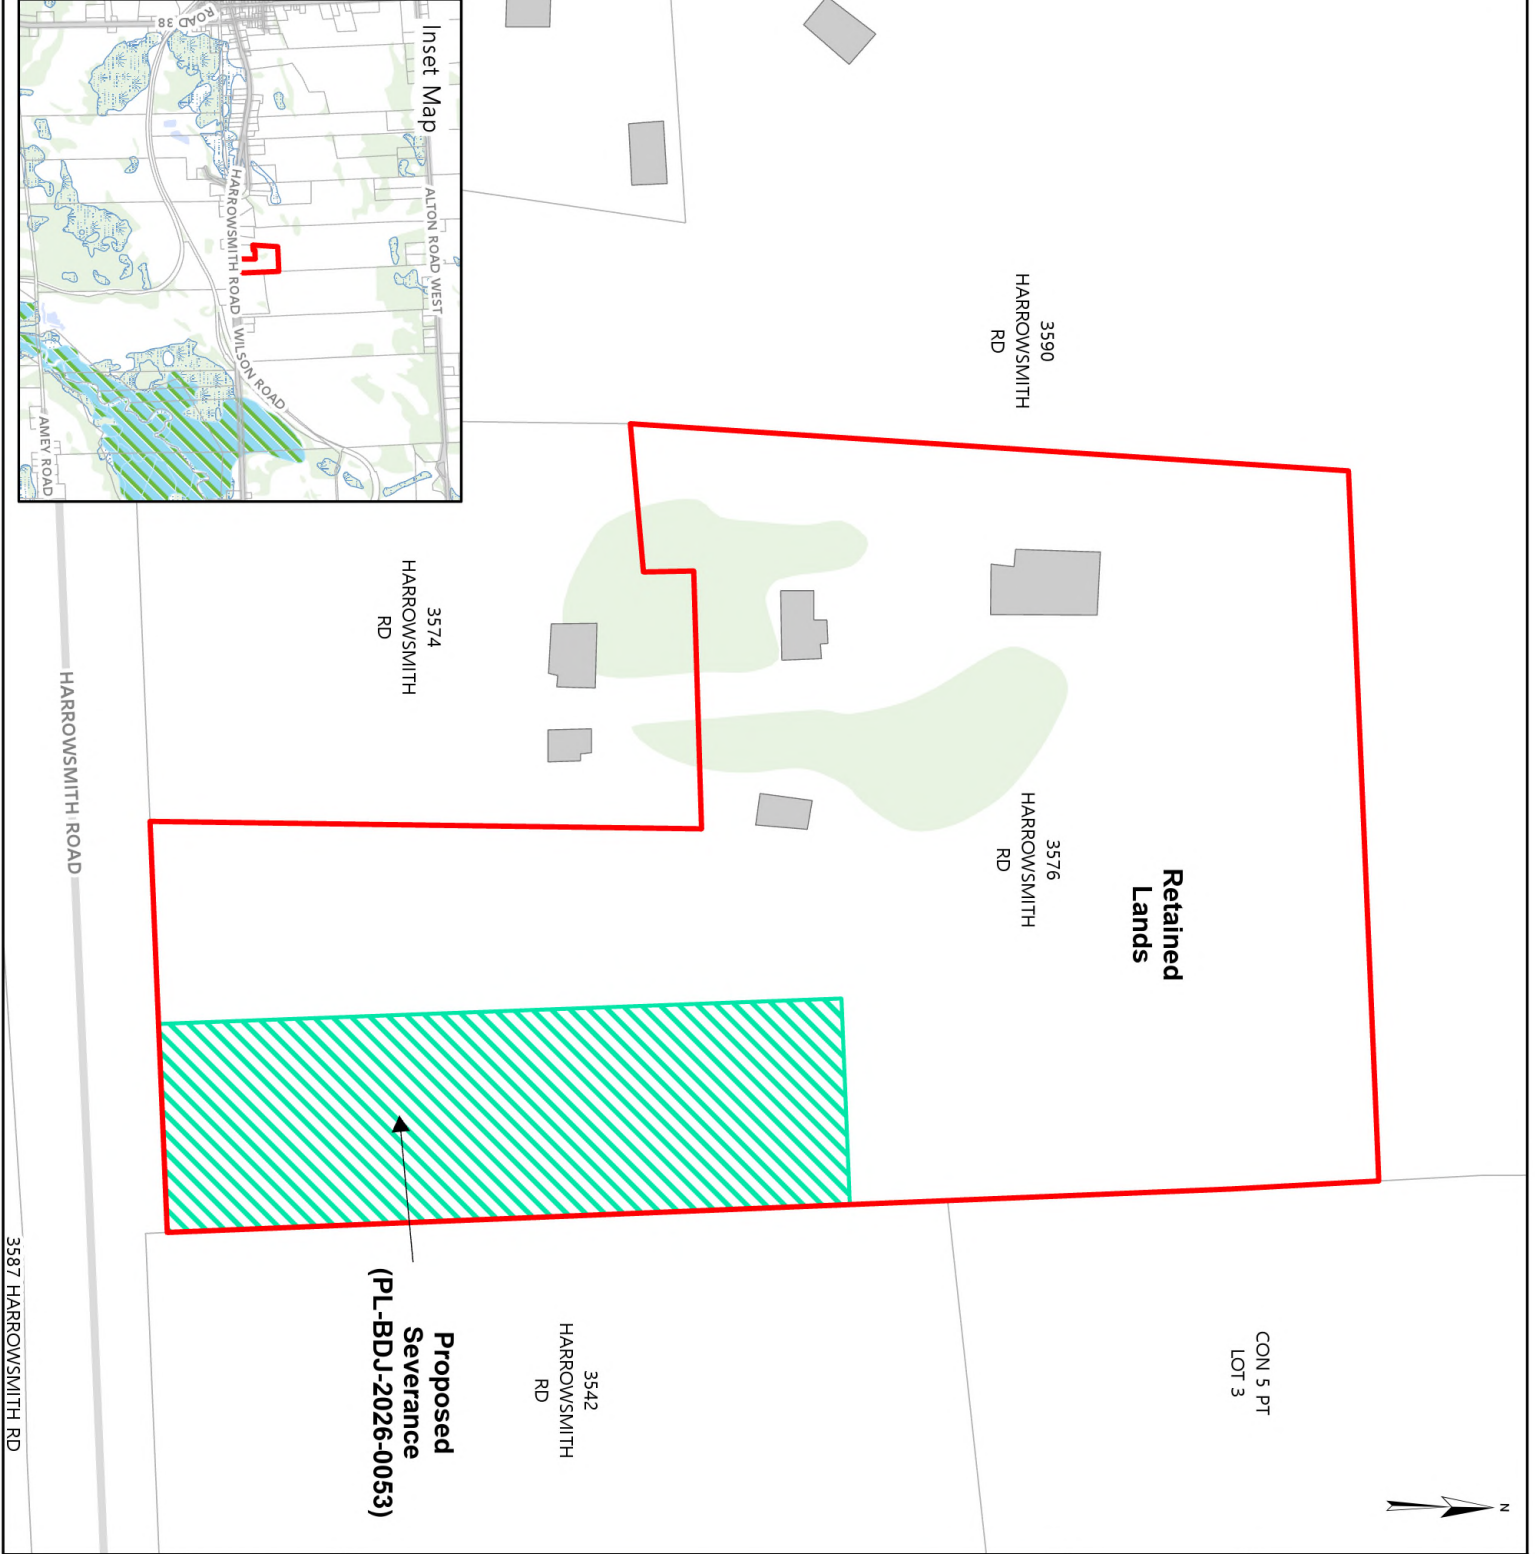 Inset Map
ROAD 38
ALTON ROAD WEST
HARROWSMITH ROAD
WILSON ROAD
AMEY ROAD
3590
HARROWSMITH
RD
Retained
Lands
3576
HARROWSMITH
RD
3574
HARROWSMITH
RD
HARROWSMITH ROAD
CON 5 PT
LOT 3
3542
HARROWSMITH
RD
Proposed
Severance
(PL-BDJ-2026-0053)
3587 HARROWSMITH RD
N